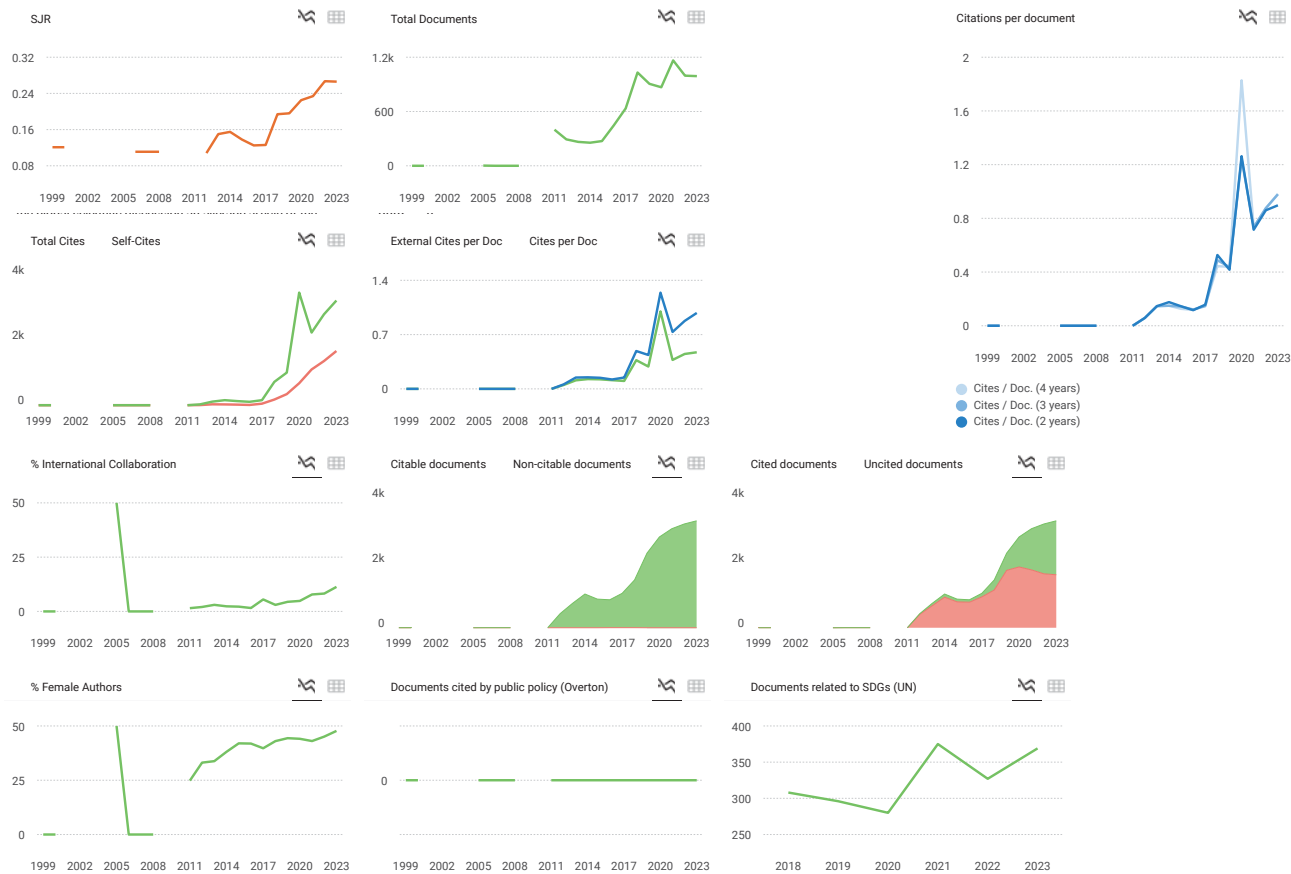 SJR
0.32
0.24
0.16
0.08
1999 2002 2005 2008 2011 2014 2017 2020 2023
Total Documents
1.2k
600
0
1999 2002 2005 2008 2011 2014 2017 2020 2023
Citations per document
2
1.6
1.2
0.8
0.4
0
1999 2002 2005 2008 2011 2014 2017 2020 2023
Cites / Doc. (4 years)
Cites / Doc. (3 years)
Cites / Doc. (2 years)
Total Cites Self-Cites
4k
2k
0
1999 2002 2005 2008 2011 2014 2017 2020 2023
External Cites per Doc Cites per Doc
1.4
0.7
0
1999 2002 2005 2008 2011 2014 2017 2020 2023
% International Collaboration
50
25
0
1999 2002 2005 2008 2011 2014 2017 2020 2023
Citable documents Non-citable documents
4k
2k
0
1999 2002 2005 2008 2011 2014 2017 2020 2023
Cited documents Uncited documents
4k
2k
0
1999 2002 2005 2008 2011 2014 2017 2020 2023
% Female Authors
50
25
0
1999 2002 2005 2008 2011 2014 2017 2020 2023
Documents cited by public policy (Overton)
0
1999 2002 2005 2008 2011 2014 2017 2020 2023
Documents related to SDGs (UN)
400
350
300
250
2018 2019 2020 2021 2022 2023